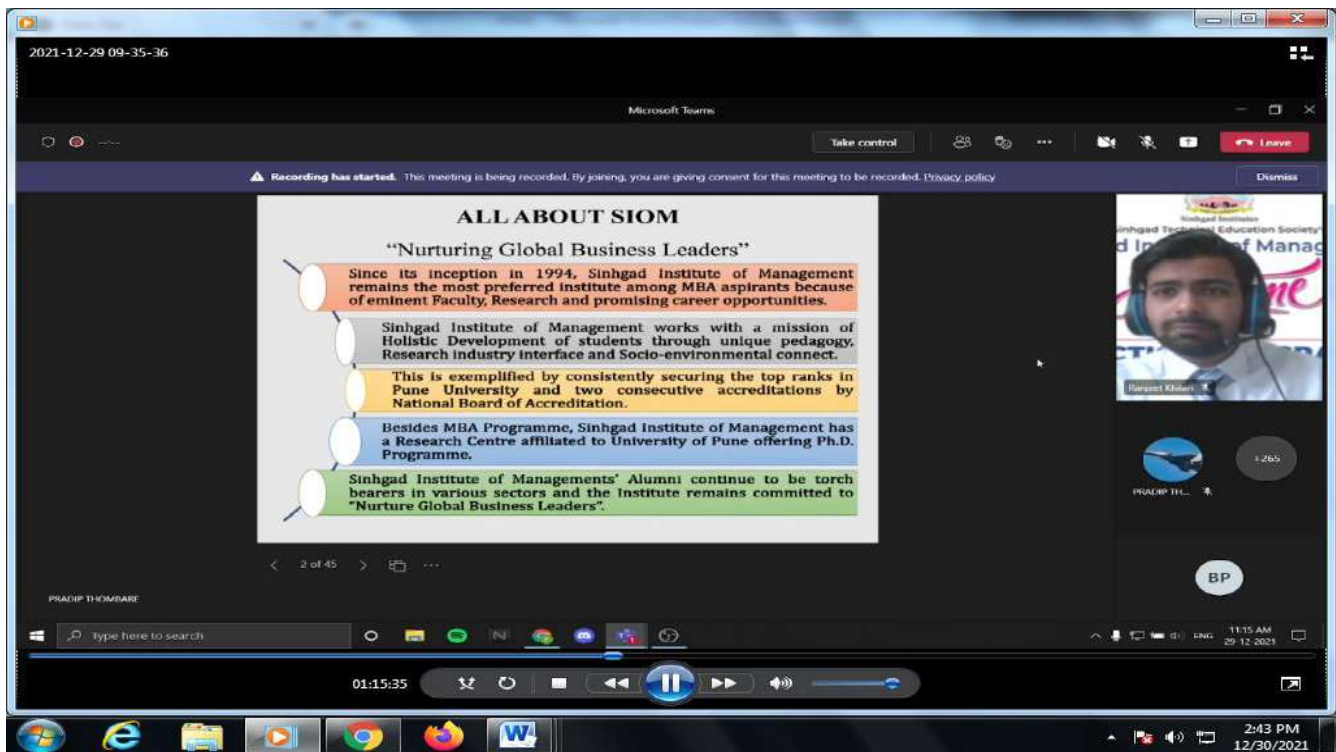 2021-12-29 09-35-36
Microsoft Teams
Take control
Leave
Recording has started. This meeting is being recorded. By joining, you are giving consent for this meeting to be recorded. Privacy policy
Dismiss
ALL ABOUT SIOM
“Nurturing Global Business Leaders”
Since its inception in 1994, Sinhgad Institute of Management
remains the most preferred institute among MBA aspirants because
of eminent Faculty, Research and promising career opportunities.
Sinhgad Institute of Management works with a mission of
Holistic Development of students through unique pedagogy,
Research industry interface and Socio-environmental connect.
This is exemplified by consistently securing the top ranks in
Pune University and two consecutive accreditations by
National Board of Accreditation.
Besides MBA Programme, Sinhgad Institute of Management has
a Research Centre affiliated to University of Pune offering Ph.D.
Programme.
Sinhgad Institute of Managements’ Alumni continue to be torch
bearers in various sectors and the Institute remains committed to
“Nurture Global Business Leaders”.
Sinhgad Institutes
Education Society
of Manag
Ranjeet Khilari
PRADIP TH...
+265
BP
2 of 45
PRADIP THOMBARE
Type here to search
ENG
11:15 AM
29-12-2021
01:15:35
2:43 PM
12/30/2021